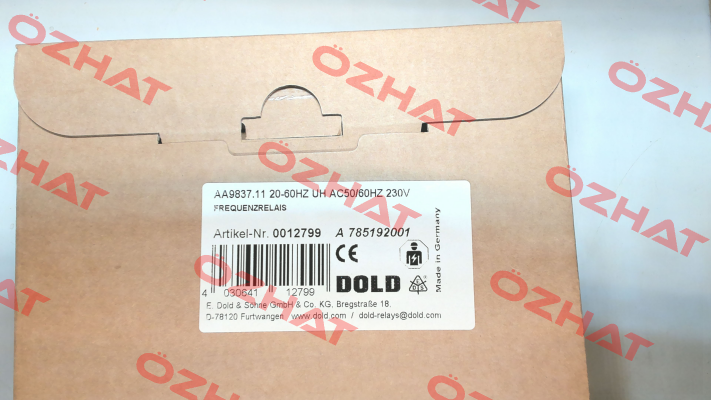 AA9837.11 20-60HZ UH AC50/60HZ 230V
FREQUENZRELAIS
Artikel-Nr. 0012799 A 785192001
CE
Made in Germany
4 030641 12799
DOLD
E. Dold & Söhne GmbH & Co. KG, Bregstraße 18,
D-78120 Furtwangen www.dold.com / dold-relays@dold.com
ÖZHAT
ÖZHAT
ÖZHAT
ÖZHAT
ÖZHAT
ÖZHAT
ÖZHAT
ÖZHAT
ÖZHAT
ÖZHAT
ÖZHAT